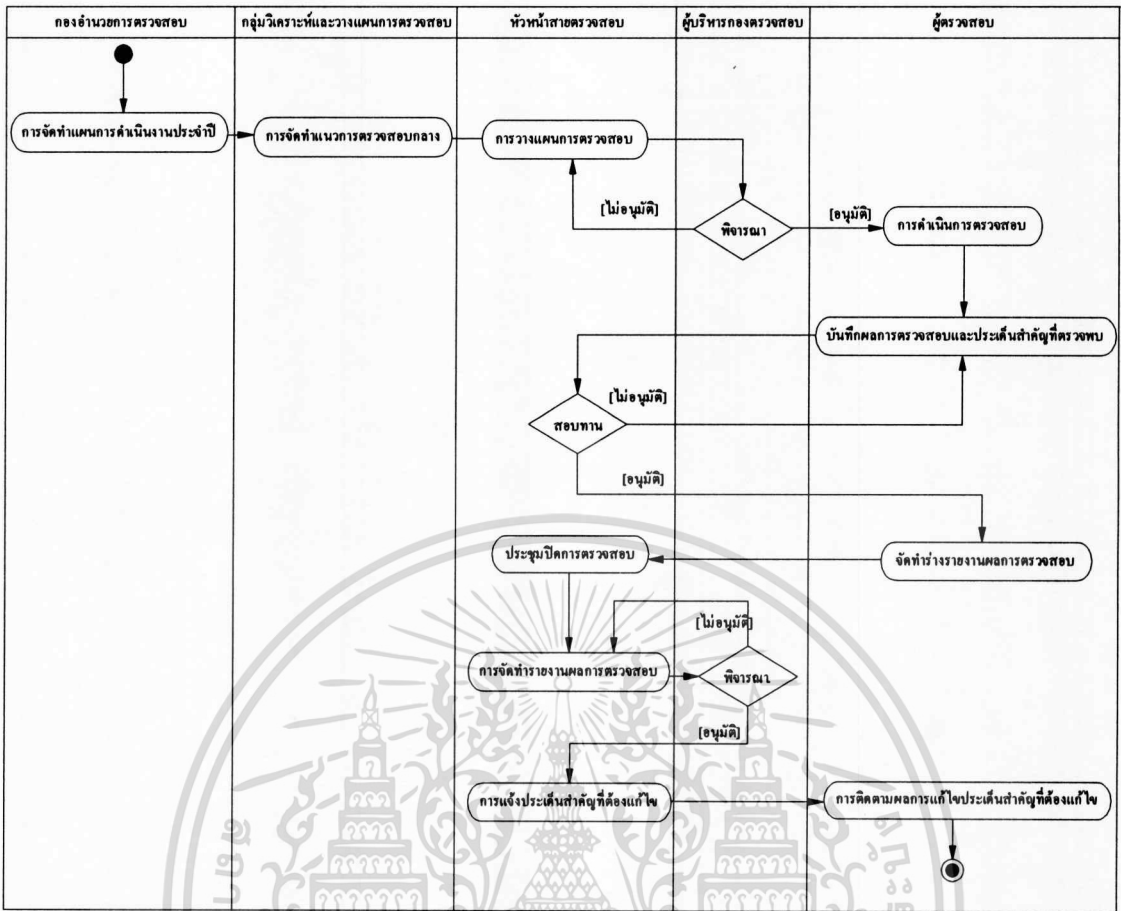 กองอำนวยการตรวจสอบ
กลุ่มวิเคราะห์และวางแผนการตรวจสอบ
หัวหน้าสายตรวจสอบ
ผู้บริหารกองตรวจสอบ
ผู้ตรวจสอบ
การจัดทำแผนการดำเนินงานประจำปี
การจัดทำแนวการตรวจสอบกลาง
การวางแผนการตรวจสอบ
[ไม่อนุมัติ]
พิจารณา
[อนุมัติ]
การดำเนินการตรวจสอบ
บันทึกผลการตรวจสอบและประเด็นสำคัญที่ตรวจพบ
[ไม่อนุมัติ]
สอบทาน
[อนุมัติ]
ประชุมปิดการตรวจสอบ
จัดทำร่างรายงานผลการตรวจสอบ
[ไม่อนุมัติ]
การจัดทำรายงานผลการตรวจสอบ
พิจารณา
[อนุมัติ]
การแจ้งประเด็นสำคัญที่ต้องแก้ไข
การติดตามผลการแก้ไขประเด็นสำคัญที่ต้องแก้ไข